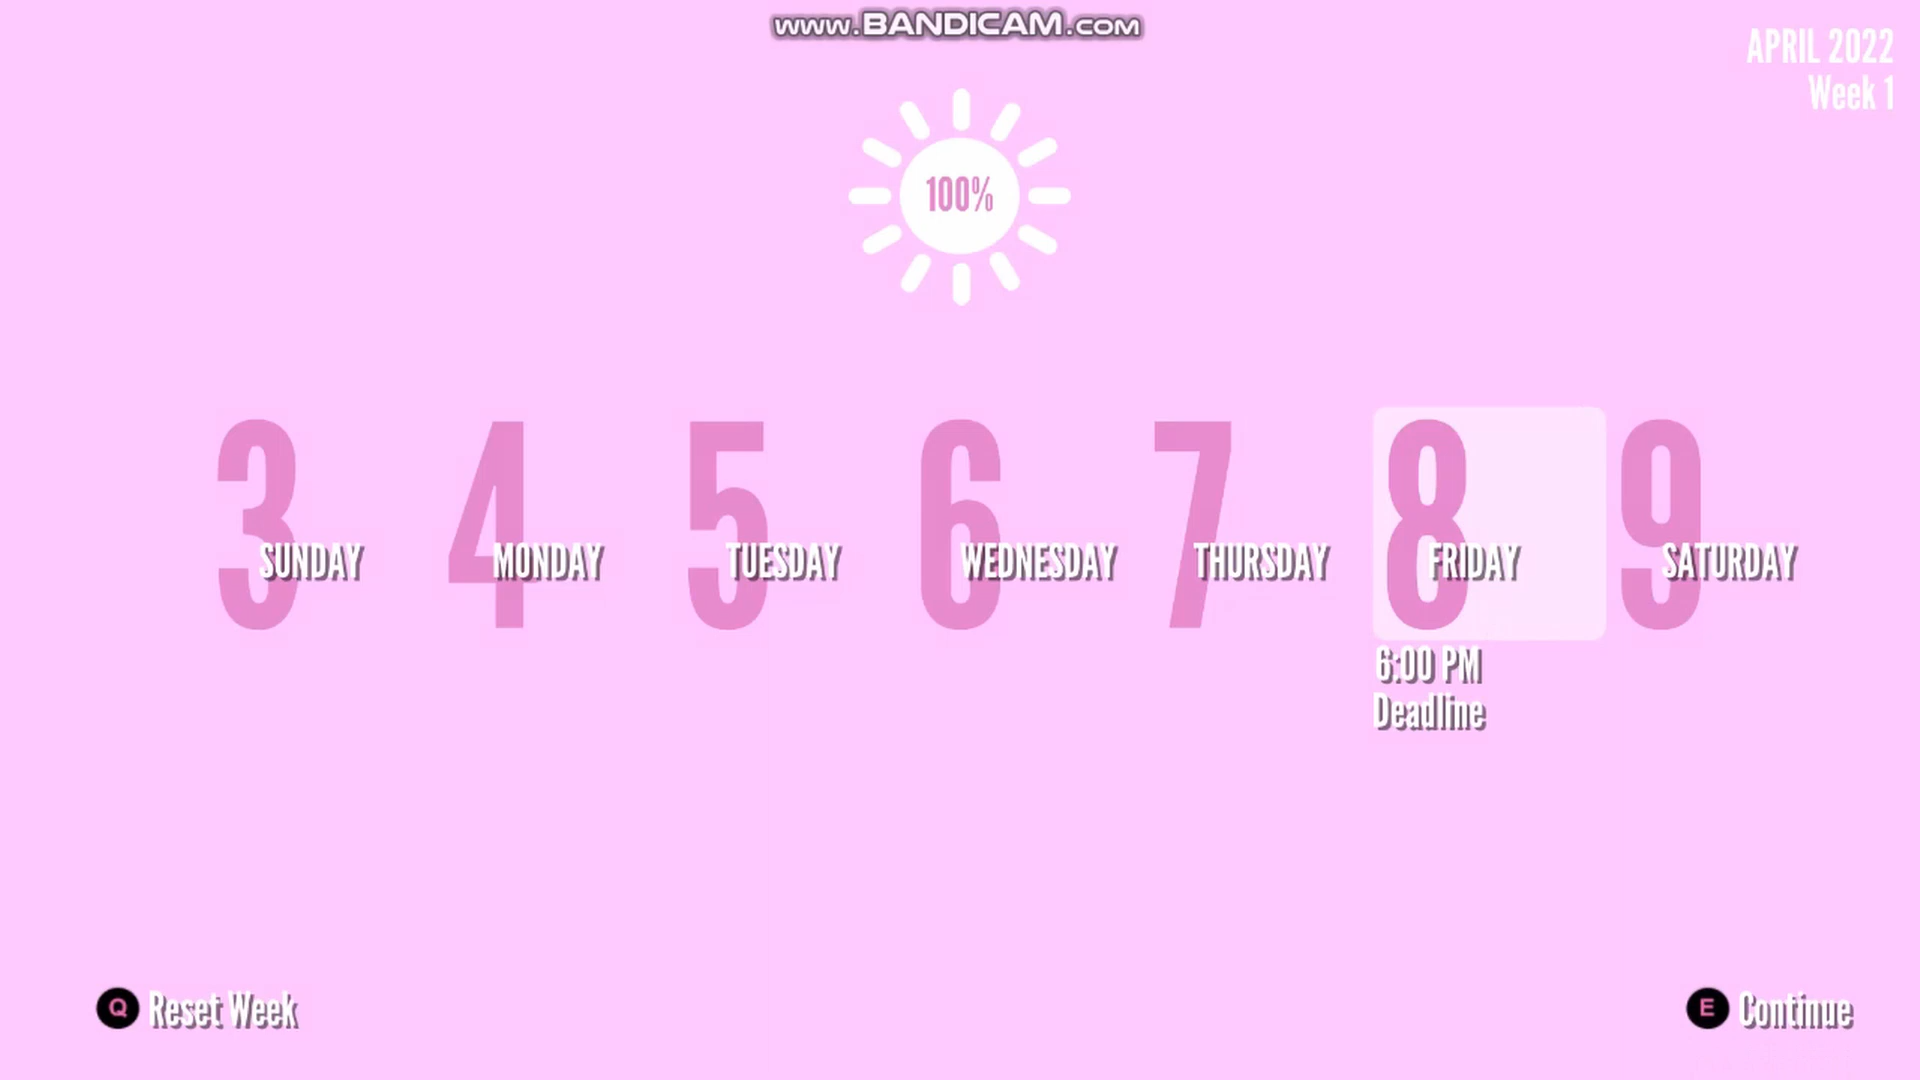 www.BANDICAM.COM
APRIL 2022
Week 1
100%
3 4 5 6 7 8 9
SUNDAY MONDAY TUESDAY WEDNESDAY THURSDAY FRIDAY SATURDAY
6:00 PM
Deadline
Q Reset Week
E Continue